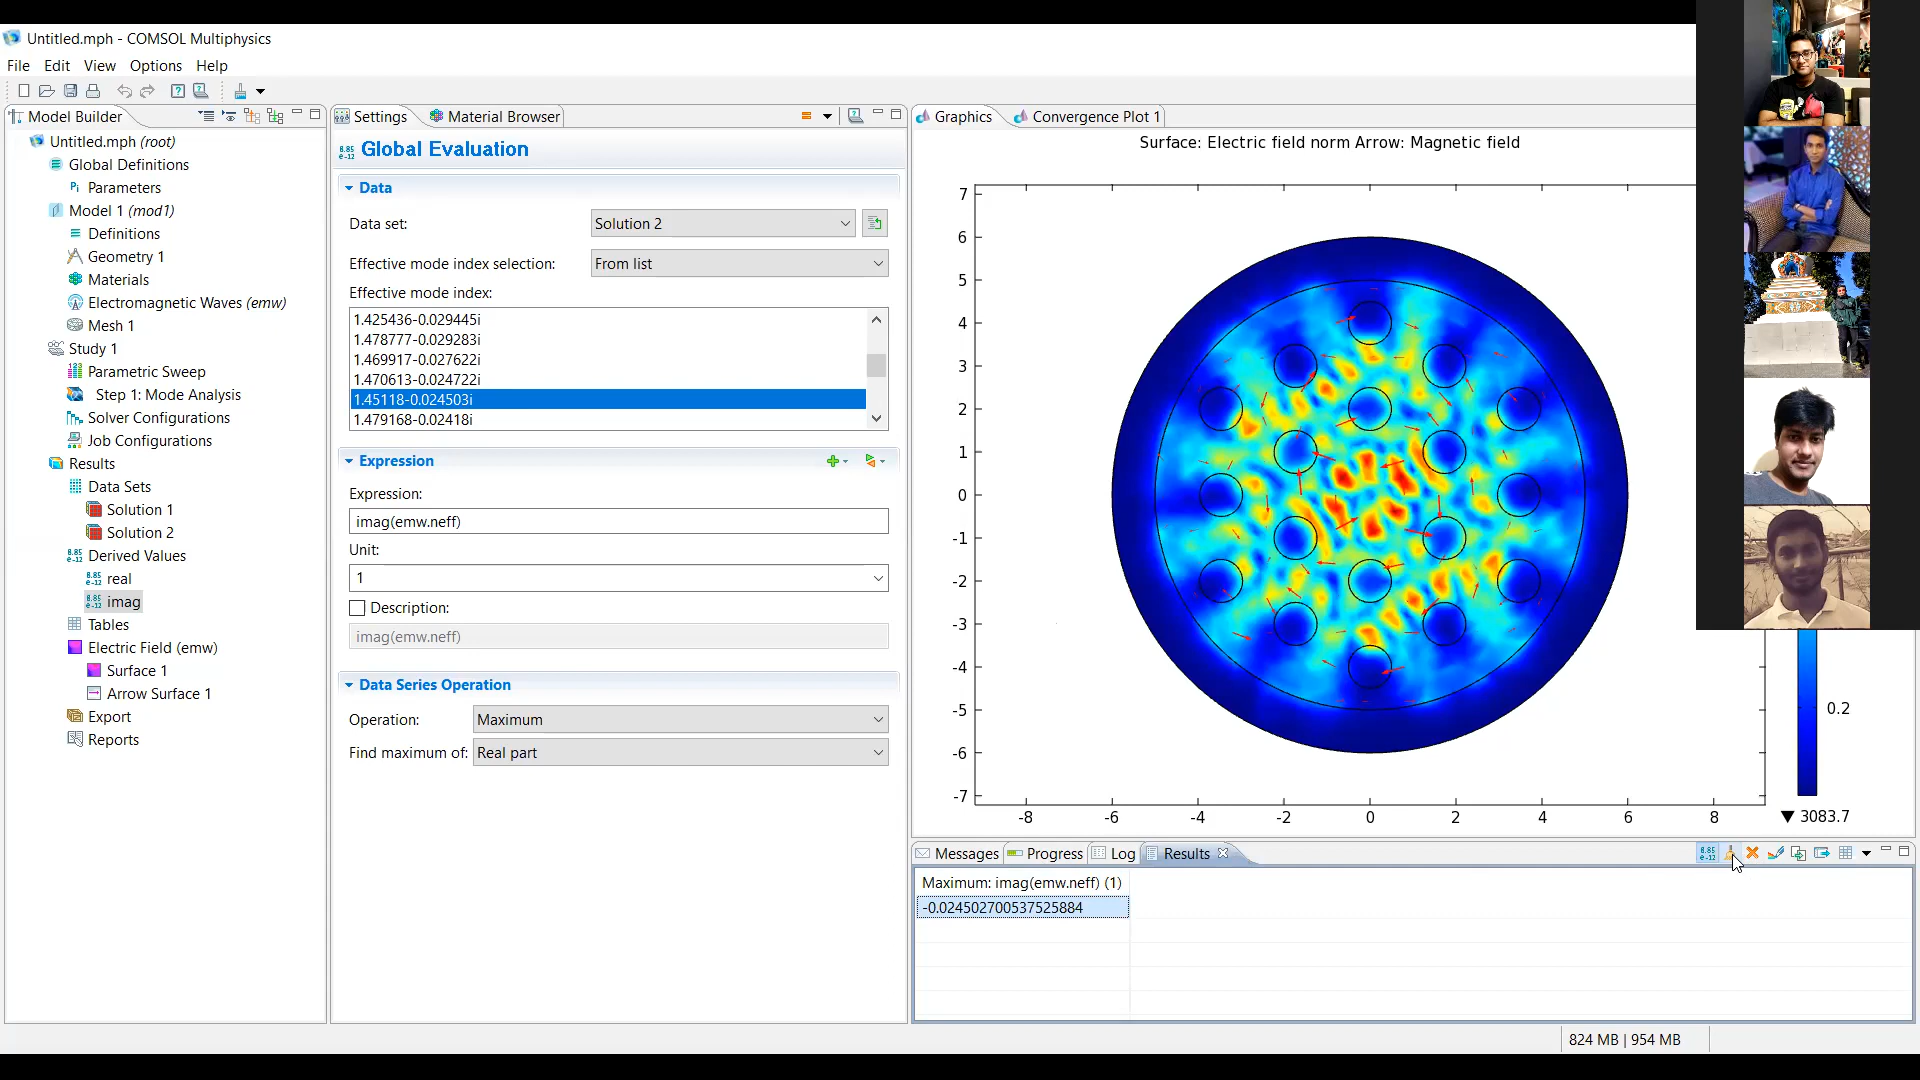 Untitled.mph - COMSOL Multiphysics
File Edit View Options Help
Model Builder
Untitled.mph (root)
Global Definitions
Pi Parameters
Model 1 (mod1)
Definitions
Geometry 1
Materials
Electromagnetic Waves (emw)
Mesh 1
Study 1
Parametric Sweep
Step 1: Mode Analysis
Solver Configurations
Job Configurations
Results
Data Sets
Solution 1
Solution 2
Derived Values
real
imag
Tables
Electric Field (emw)
Surface 1
Arrow Surface 1
Export
Reports
Settings Material Browser
8.85 e-12 Global Evaluation
Data
Data set: Solution 2
Effective mode index selection: From list
Effective mode index:
1.425436-0.029445i
1.478777-0.029283i
1.469917-0.027622i
1.470613-0.024722i
1.45118-0.024503i
1.479168-0.02418i
Expression
Expression:
imag(emw.neff)
Unit:
1
Description:
imag(emw.neff)
Data Series Operation
Operation: Maximum
Find maximum of: Real part
Graphics Convergence Plot 1
Surface: Electric field norm Arrow: Magnetic field
7
6
5
4
3
2
1
0
-1
-2
-3
-4
-5
-6
-7
-8 -6 -4 -2 0 2 4 6 8
0.2
▼ 3083.7
Messages Progress Log Results
Maximum: imag(emw.neff) (1)
-0.024502700537525884
824 MB | 954 MB